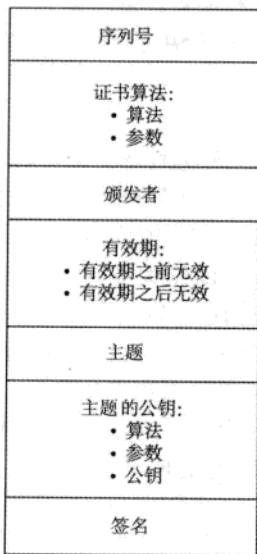 序列号
证书算法:
• 算法
• 参数
颁发者
有效期:
• 有效期之前无效
• 有效期之后无效
主题
主题的公钥:
• 算法
• 参数
• 公钥
签名